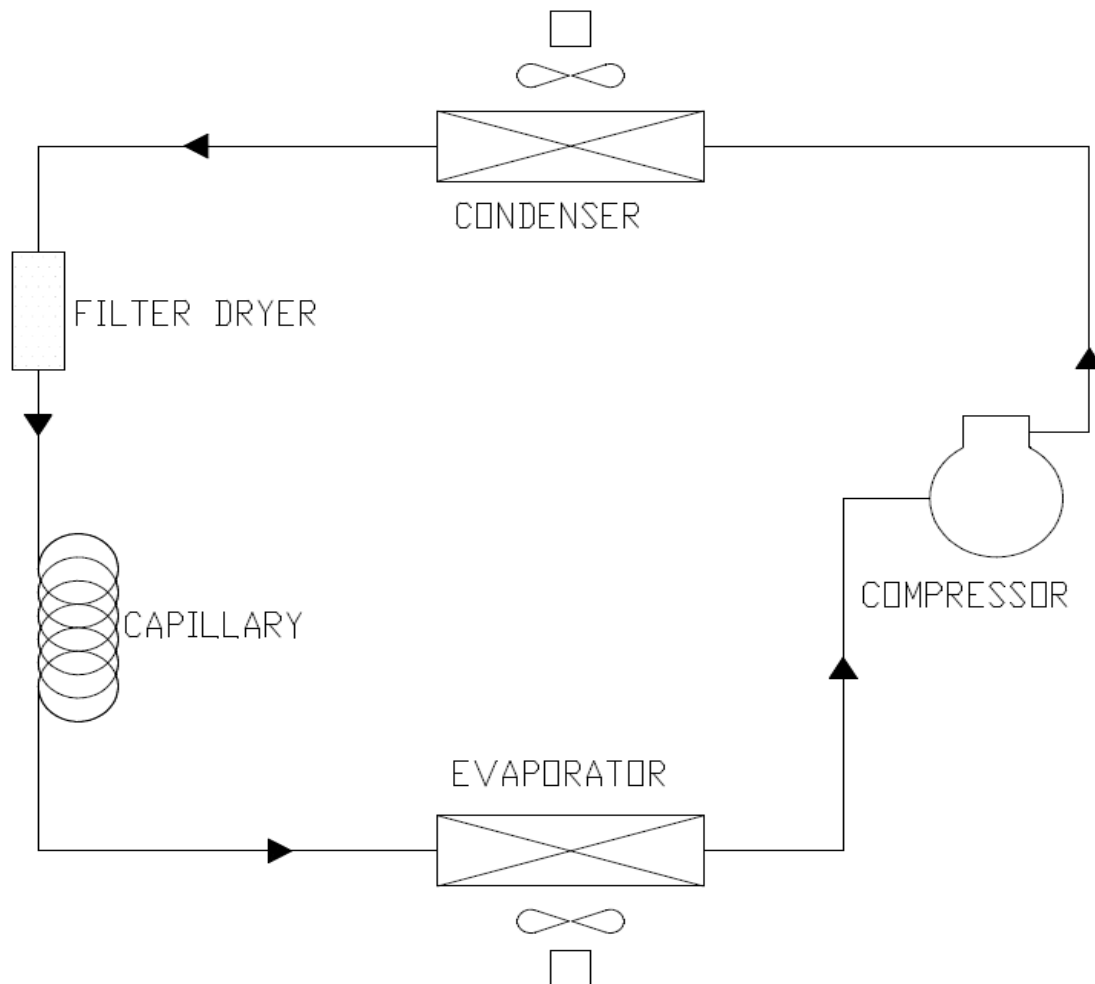 CONDENSER
FILTER DRYER
COMPRESSOR
CAPILLARY
EVAPORATOR